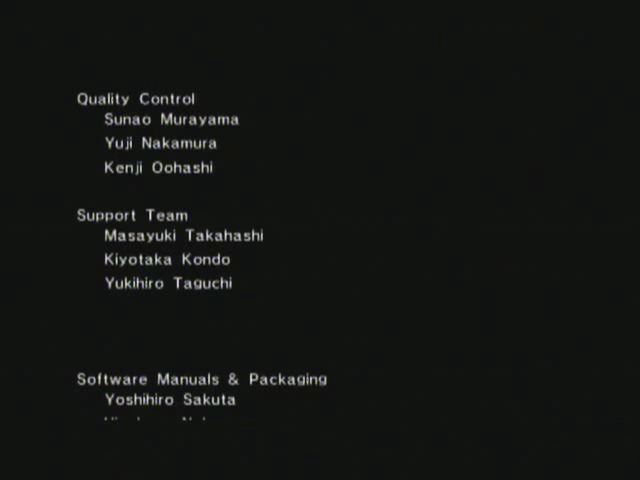 Quality Control
Sunao Murayama
Yuji Nakamura
Kenji Oohashi
Support Team
Masayuki Takahashi
Kiyotaka Kondo
Yukihiro Taguchi
Software Manuals & Packaging
Yoshihiro Sakuta